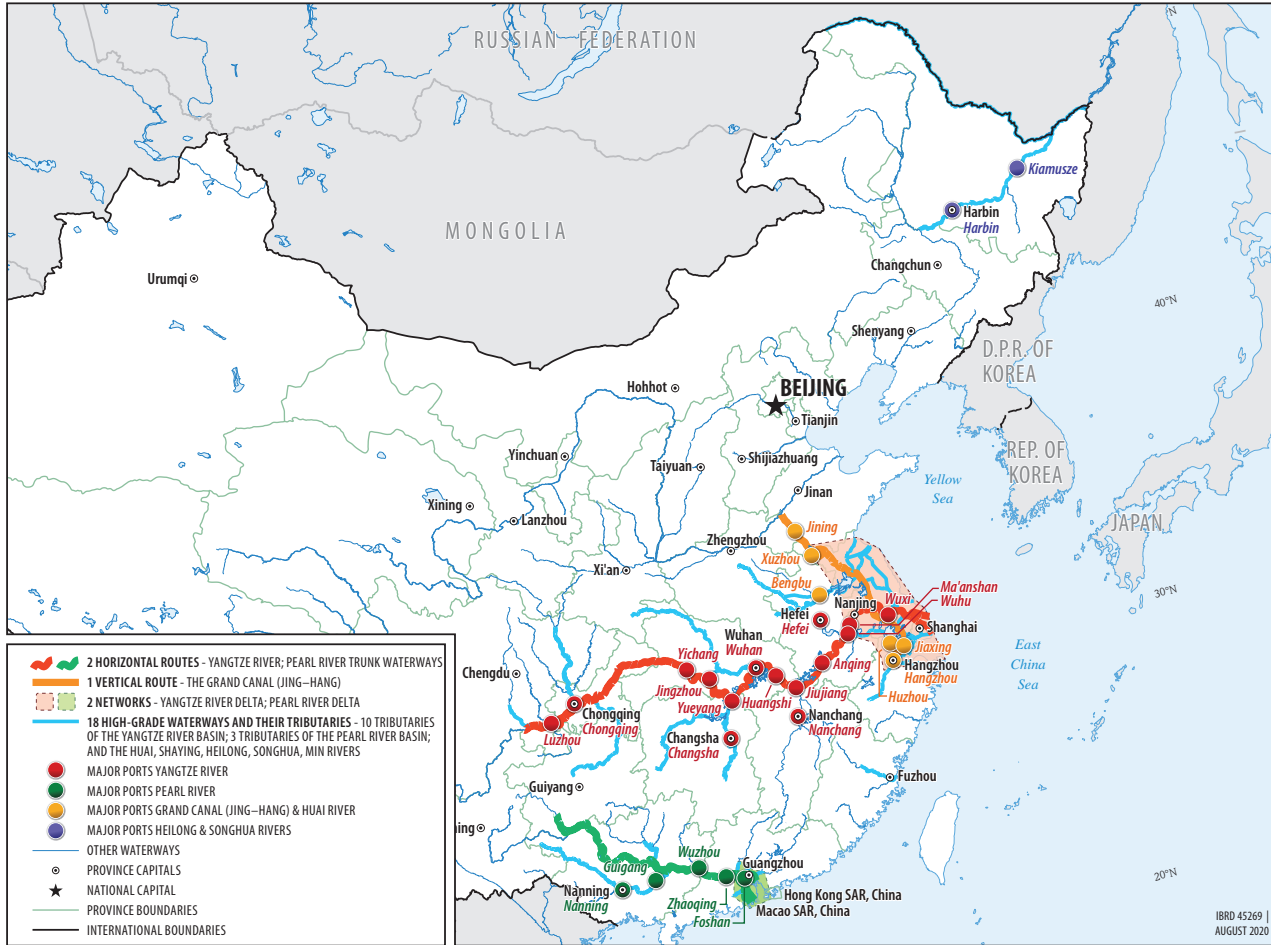 RUSSIAN FEDERATION
N
Kiamusze
Harbin
Harbin
MONGOLIA
Changchun
Urumqi
40°N
Shenyang
D.P.R. OF
KOREA
Hohhot
BEIJING
Tianjin
Yinchuan
Taiyuan
Shijiazhuang
REP. OF
KOREA
Yellow
Sea
Jinan
Xining
Lanzhou
JAPAN
Jining
Zhengzhou
Xuzhou
Xi'an
Bengbu
30°N
Ma'anshan
Wuhu
Nanjing
Wuxi
Hefei
Hefei
Shanghai
Wuhan
Wuhan
Jiaxing
East
China
Sea
Yichang
Anqing
Hangzhou
Hangzhou
Chengdu
Jingzhou
Huzhou
Yueyang
Huangshi
Jiujiang
Chongqing
Chongqing
Nanchang
Nanchang
Luzhou
Changsha
Changsha
Fuzhou
Guiyang
ing
Wuzhou
Guigang
Guangzhou
20°N
Nanning
Nanning
Zhaoqing
Foshan
Hong Kong SAR, China
Macao SAR, China
2 HORIZONTAL ROUTES - YANGTZE RIVER; PEARL RIVER TRUNK WATERWAYS
1 VERTICAL ROUTE - THE GRAND CANAL (JING–HANG)
2 NETWORKS - YANGTZE RIVER DELTA; PEARL RIVER DELTA
18 HIGH-GRADE WATERWAYS AND THEIR TRIBUTARIES - 10 TRIBUTARIES
OF THE YANGTZE RIVER BASIN; 3 TRIBUTARIES OF THE PEARL RIVER BASIN;
AND THE HUAI, SHAYING, HEILONG, SONGHUA, MIN RIVERS
MAJOR PORTS YANGTZE RIVER
MAJOR PORTS PEARL RIVER
MAJOR PORTS GRAND CANAL (JING–HANG) & HUAI RIVER
MAJOR PORTS HEILONG & SONGHUA RIVERS
OTHER WATERWAYS
PROVINCE CAPITALS
NATIONAL CAPITAL
PROVINCE BOUNDARIES
INTERNATIONAL BOUNDARIES
IBRD 45269 |
AUGUST 2020